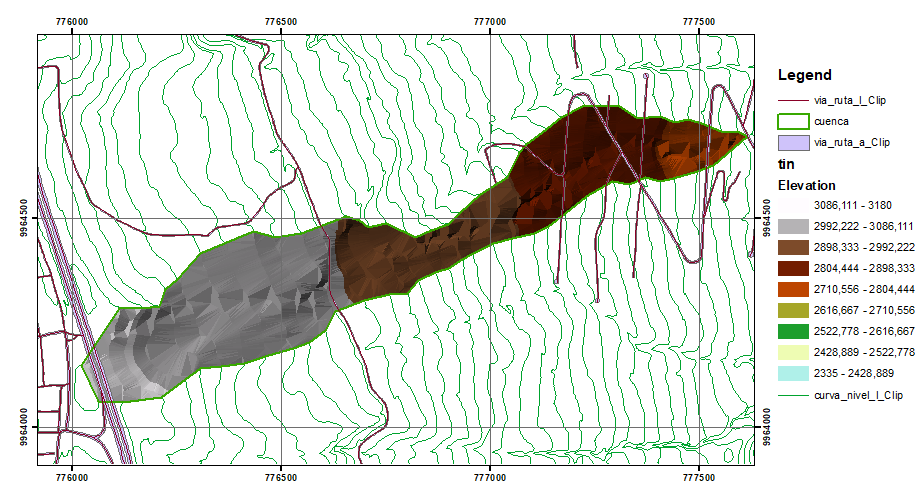 776000 776500 777000 777500
9964500 9964500
9964000 9964000
776000 776500 777000 777500
Legend
via_ruta_l_Clip
cuenca
via_ruta_a_Clip
tin
Elevation
3086,111 - 3180
2992,222 - 3086,111
2898,333 - 2992,222
2804,444 - 2898,333
2710,556 - 2804,444
2616,667 - 2710,556
2522,778 - 2616,667
2428,889 - 2522,778
2335 - 2428,889
curva_nivel_l_Clip